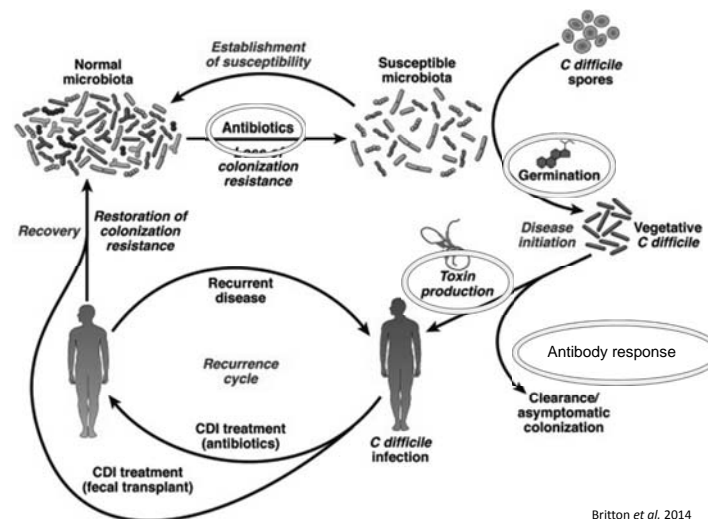 Normal
microbiota
Establishment
of susceptibility
Susceptible
microbiota
C difficile
spores
Antibiotics
Loss of
colonization
resistance
Germination
Recovery
Restoration of
colonization
resistance
Disease
initiation
Vegetative
C difficile
Toxin
production
Recurrent
disease
Recurrence
cycle
Antibody response
CDI treatment
(antibiotics)
C difficile
infection
Clearance/
asymptomatic
colonization
CDI treatment
(fecal transplant)
Britton et al. 2014